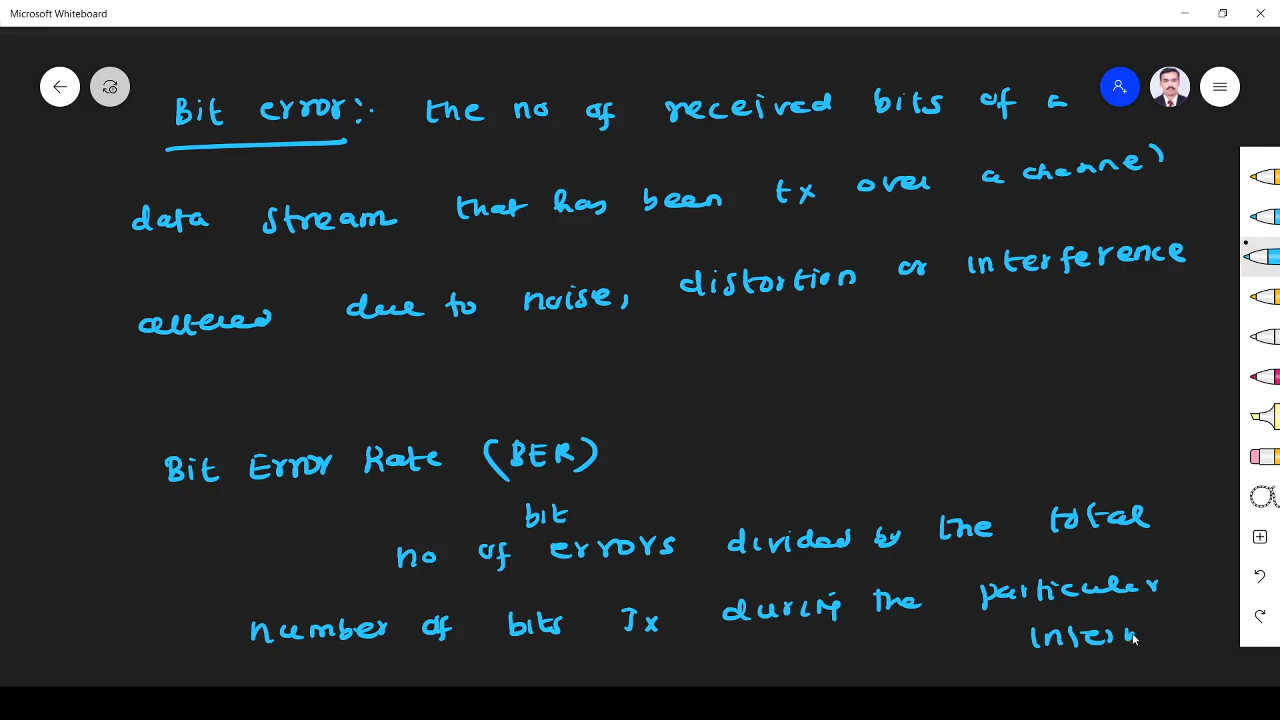 Microsoft Whiteboard
Bit error:- the no of received bits of a
data stream that has been tx over a channel
altered due to noise, distortion or interference
Bit Error Rate (BER)
bit
no of errors divided by the total
number of bits Tx during the particular
inter